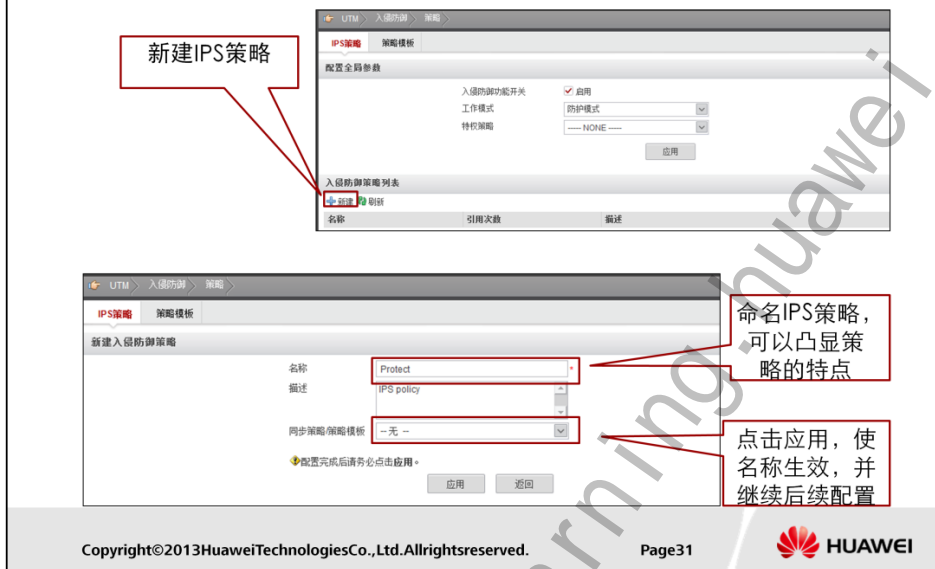 UTM 入侵防御 策略
IPS策略 策略模板
新建IPS策略
配置全局参数
入侵防御功能开关 启用
工作模式 防护模式
特权策略 ----- NONE -----
应用
入侵防御策略列表
新建 刷新
名称 引用次数 描述
UTM 入侵防御 策略
IPS策略 策略模板
新建入侵防御策略
名称 Protect *
描述 IPS policy
同步策略/策略模板 -- 无 --
配置完成后请务必点击应用。
应用 返回
命名IPS策略，
可以凸显策
略的特点
点击应用，使
名称生效，并
继续后续配置
Copyright©2013HuaweiTechnologiesCo.,Ltd.Allrightsreserved. Page31 HUAWEI
rning.huawei